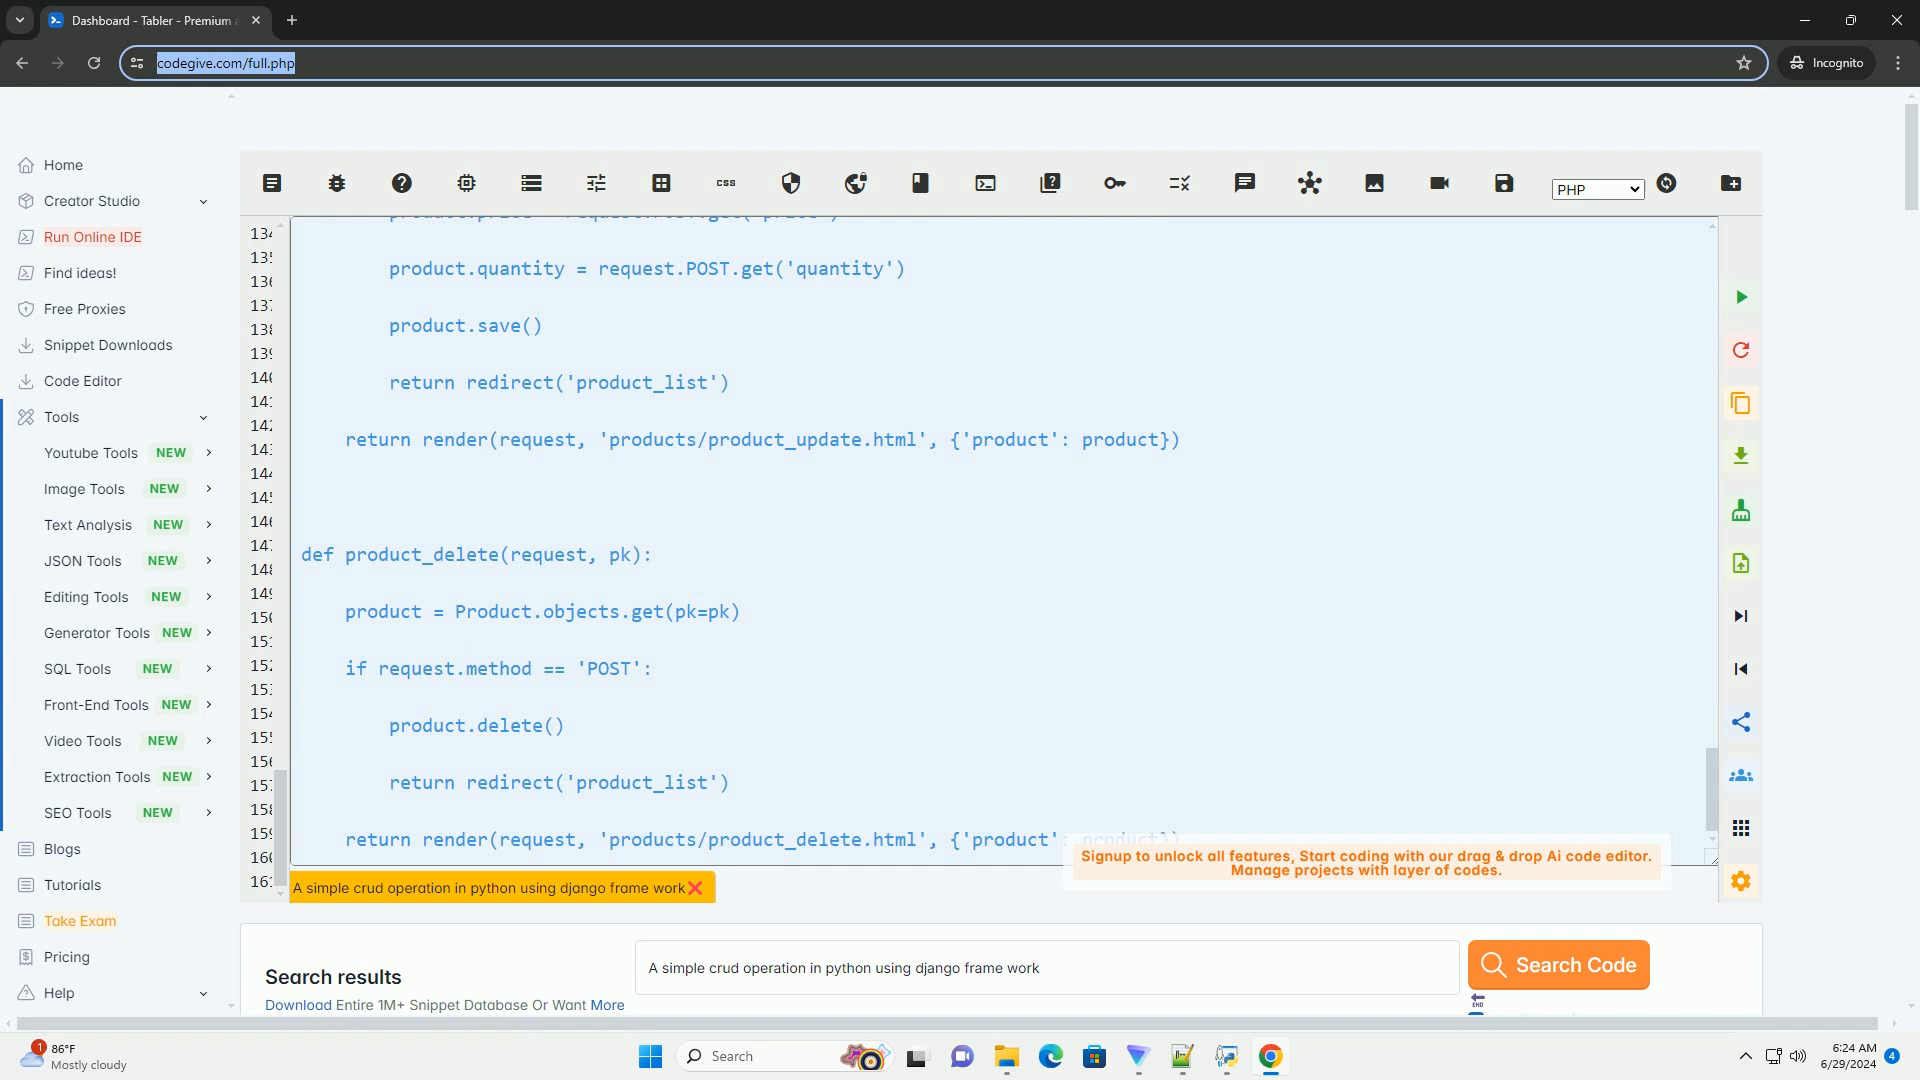 Dashboard - Tabler - Premium
codegive.com/full.php
Incognito
Home
Creator Studio
Run Online IDE
Find ideas!
Free Proxies
Snippet Downloads
Code Editor
Tools
Youtube Tools NEW
Image Tools NEW
Text Analysis NEW
JSON Tools NEW
Editing Tools NEW
Generator Tools NEW
SQL Tools NEW
Front-End Tools NEW
Video Tools NEW
Extraction Tools NEW
SEO Tools NEW
Blogs
Tutorials
Take Exam
Pricing
Help
css
PHP
product.quantity = request.POST.get('quantity')
product.save()
return redirect('product_list')
return render(request, 'products/product_update.html', {'product': product})
def product_delete(request, pk):
product = Product.objects.get(pk=pk)
if request.method == 'POST':
product.delete()
return redirect('product_list')
return render(request, 'products/product_delete.html', {'product': product})
Signup to unlock all features, Start coding with our drag & drop Ai code editor.
Manage projects with layer of codes.
A simple crud operation in python using django frame work
Search results
Download Entire 1M+ Snippet Database Or Want More
A simple crud operation in python using django frame work
Search Code
END
1
86°F
Mostly cloudy
Search
6:24 AM
6/29/2024
4